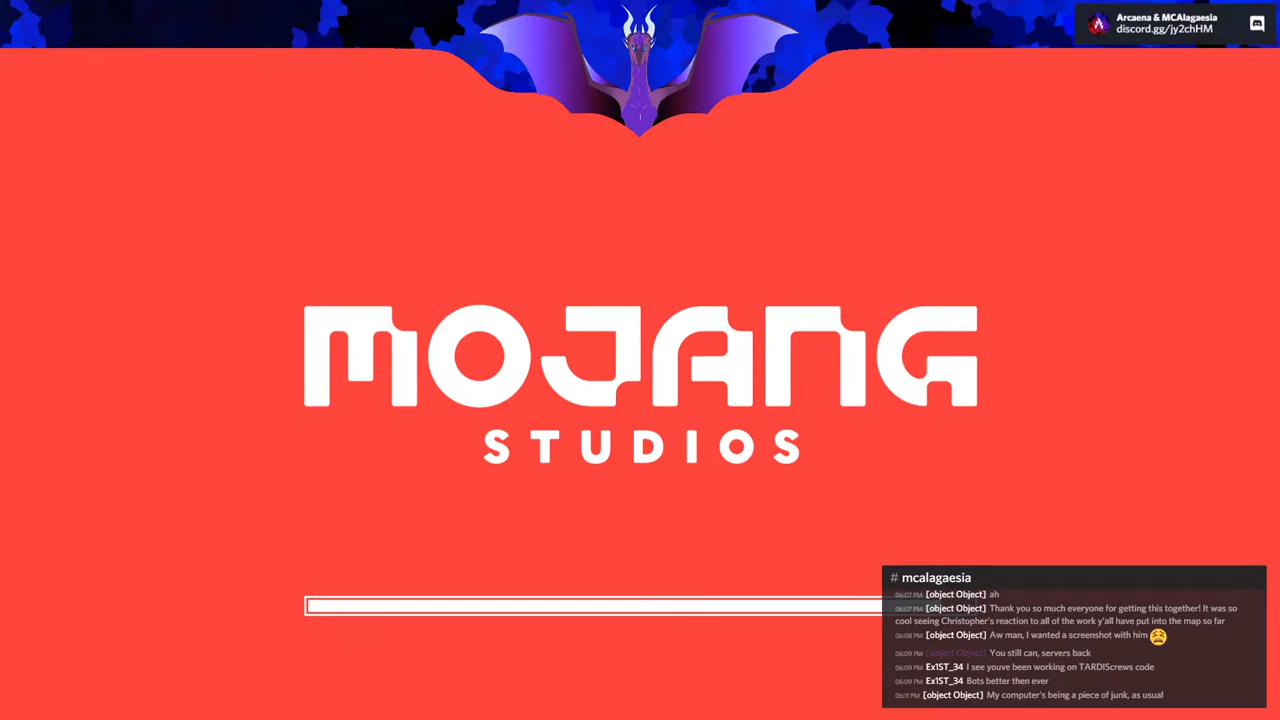 Arcaena & MCAlagaesia
discord.gg/jy2chHM
MOJANG
STUDIOS
# mcalagaesia
06:07 PM [object Object] ah
06:07 PM [object Object] Thank you so much everyone for getting this together! It was so
cool seeing Christopher's reaction to all of the work y'all have put into the map so far
06:08 PM [object Object] Aw man, I wanted a screenshot with him 😫
06:09 PM [object Object] You still can, servers back
06:09 PM Ex1ST_34 I see youve been working on TARDIScrews code
06:09 PM Ex1ST_34 Bots better then ever
06:11 PM [object Object] My computer's being a piece of junk, as usual